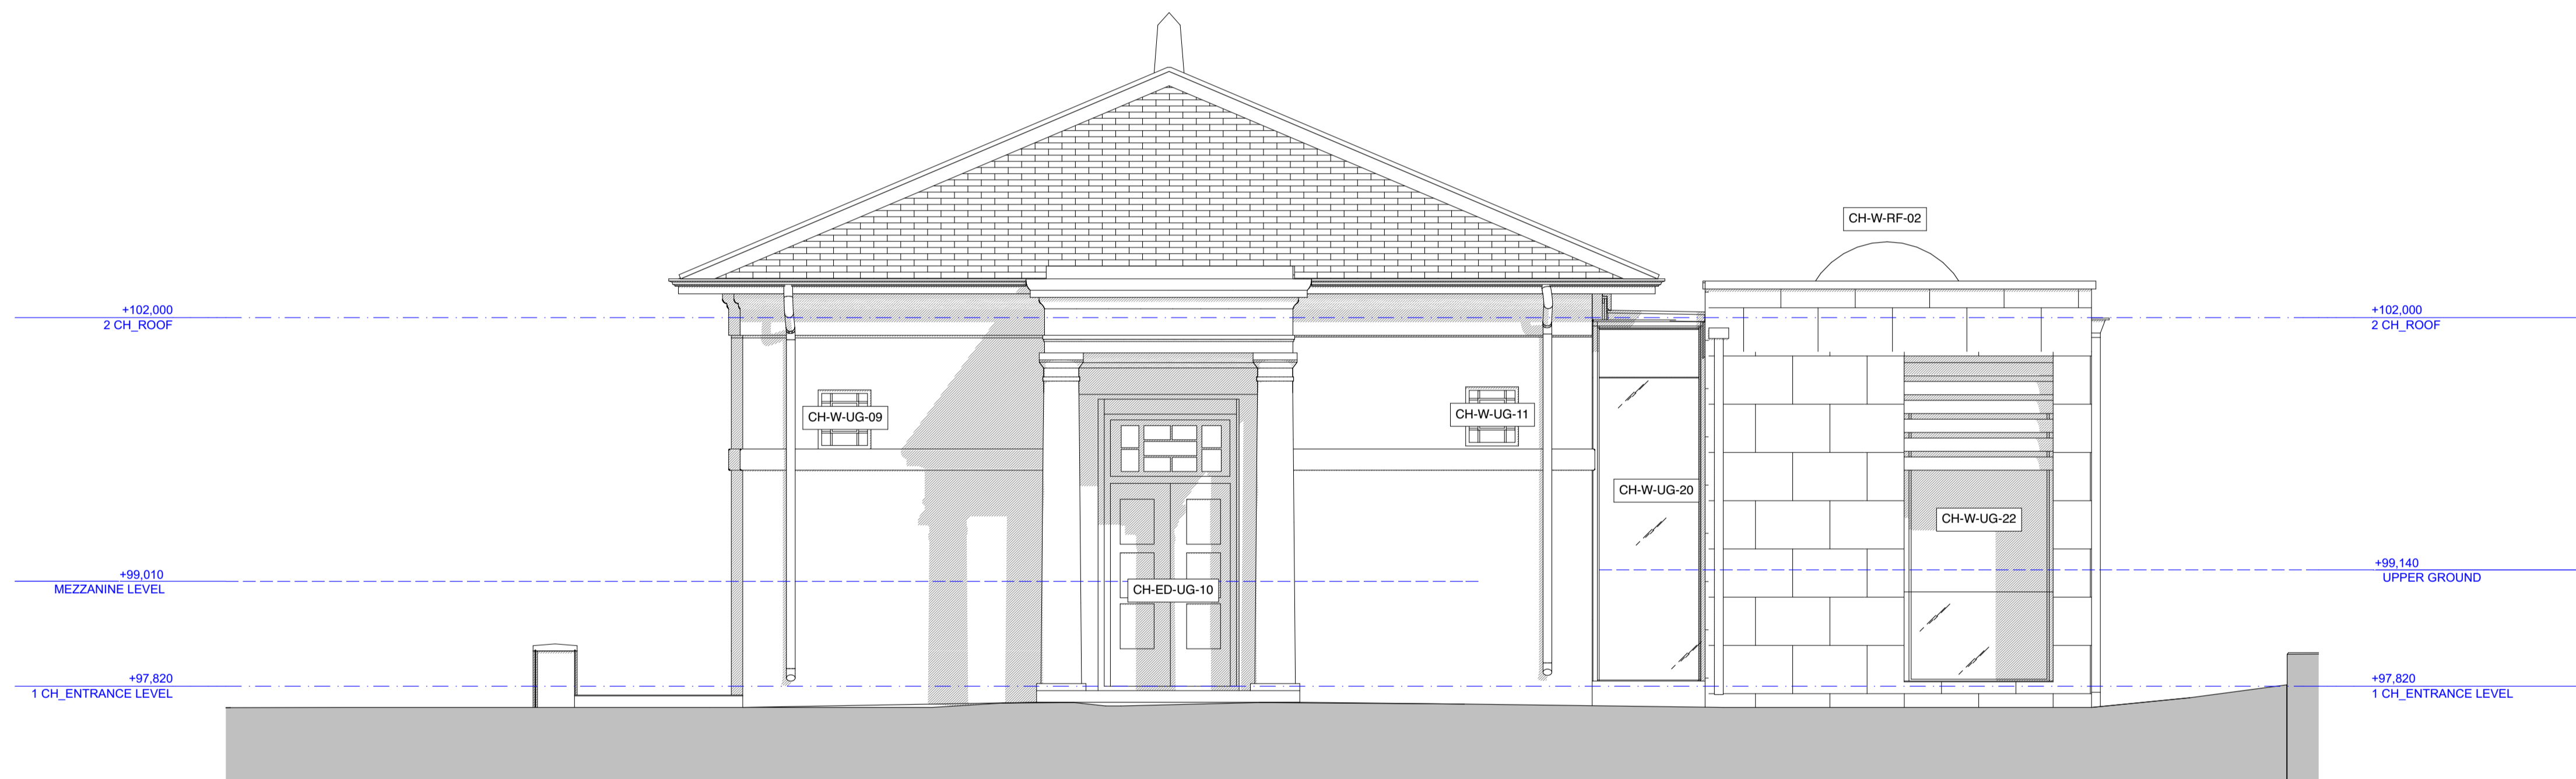 CH-W-RF-02
+102,000
2 CH_ROOF
+102,000
2 CH_ROOF
CH-W-UG-09
CH-W-UG-11
CH-W-UG-20
CH-W-UG-22
+99,010
MEZZANINE LEVEL
CH-ED-UG-10
+99,140
UPPER GROUND
+97,820
1 CH_ENTRANCE LEVEL
+97,820
1 CH_ENTRANCE LEVEL